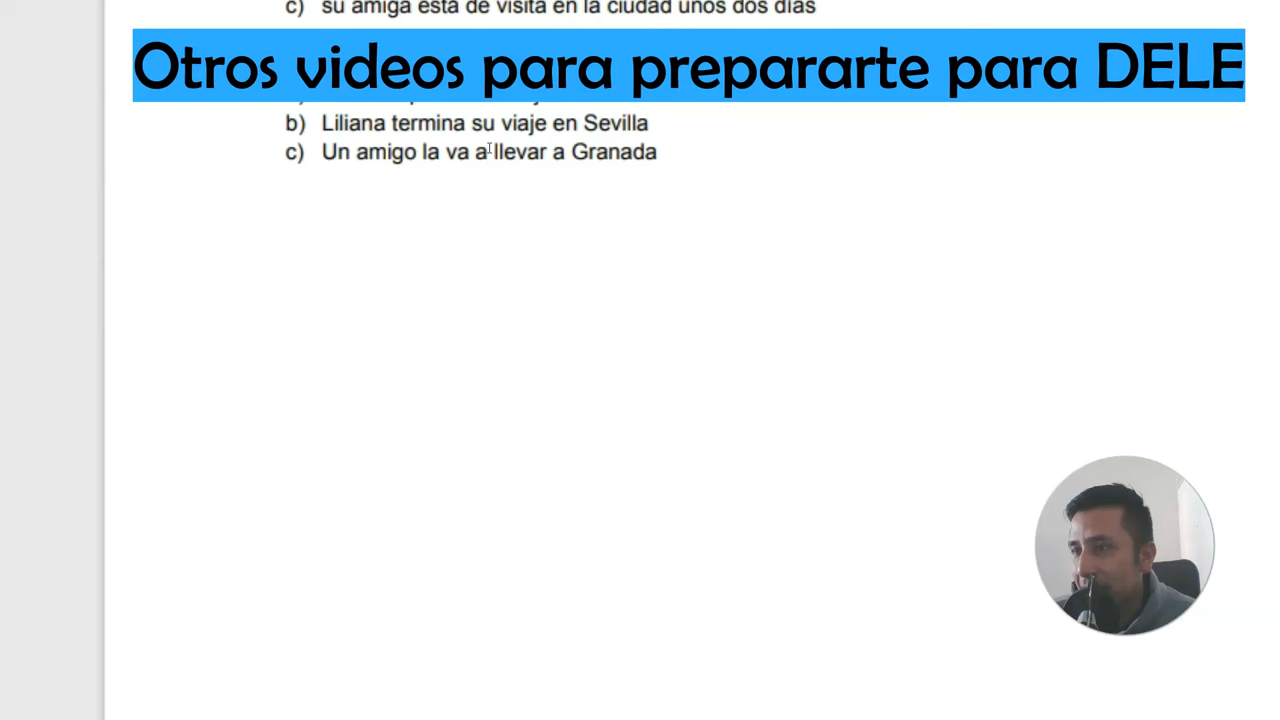 c) su amiga está de visita en la ciudad unos dos días
Otros videos para prepararte para DELE
b) Liliana termina su viaje en Sevilla
c) Un amigo la va a llevar a Granada